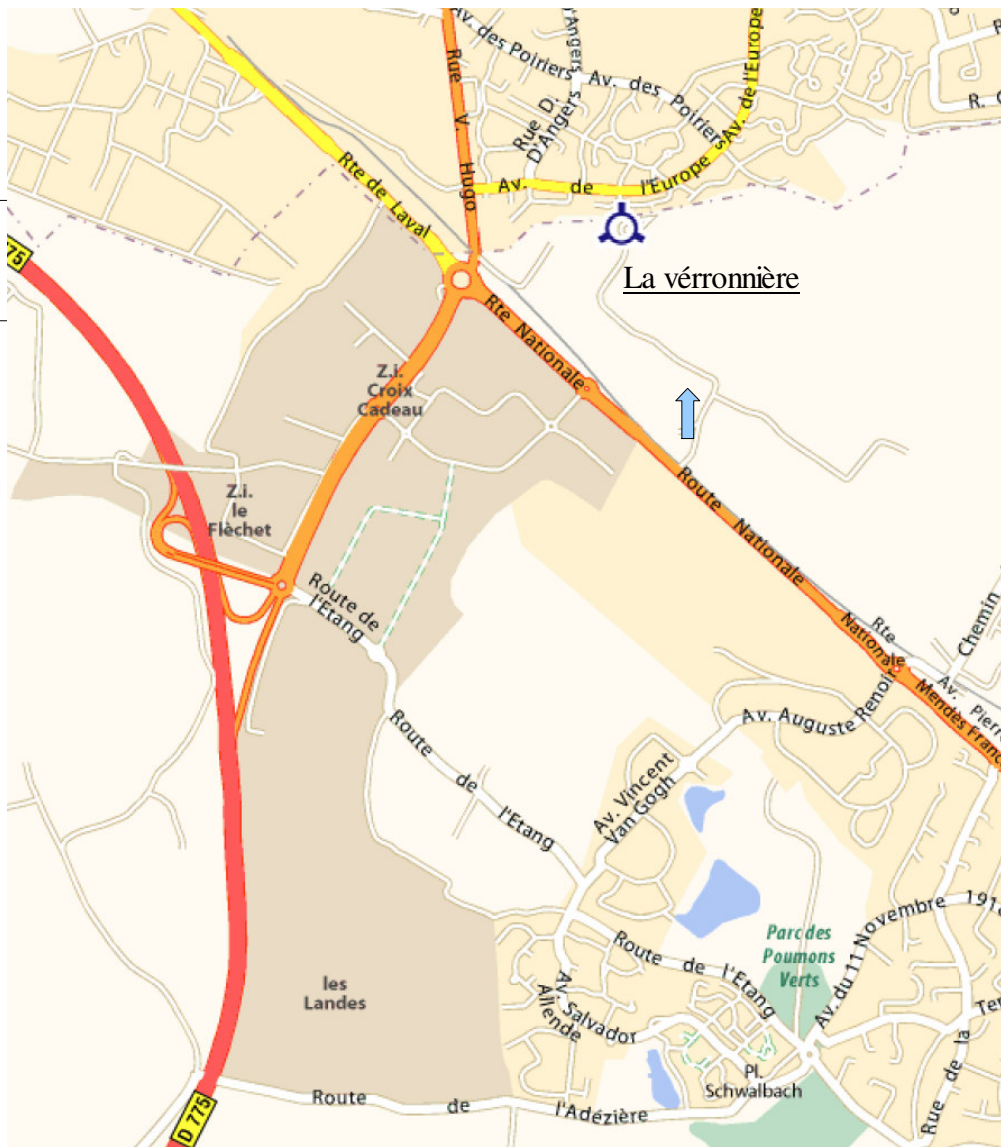 Av. des Poiriers
d'Angers
Av. des Poiriers
Av. de l'Europe
Rue V. Hugo
Rue D.
D'Angers
Av. de l'Europe
Rte de Laval
La vérronnière
Rte Nationale
Z.i.
Croix
Cadeau
Z.i.
le
Flèchet
Route Nationale
Route de
l'Etang
Nationale
Rte
Nationale
Chemin
Av. Pierre
Mendès France
Av. Auguste Renoir
Route de l'Etang
Av. Vincent
Van Gogh
Av. du 11 Novembre 1918
Parc des
Poumons
Verts
Route de l'Etang
les
Landes
Av. Salvador
Allende
Pl.
Schwalbach
Rue de la
Route de l'Adézière
D 775